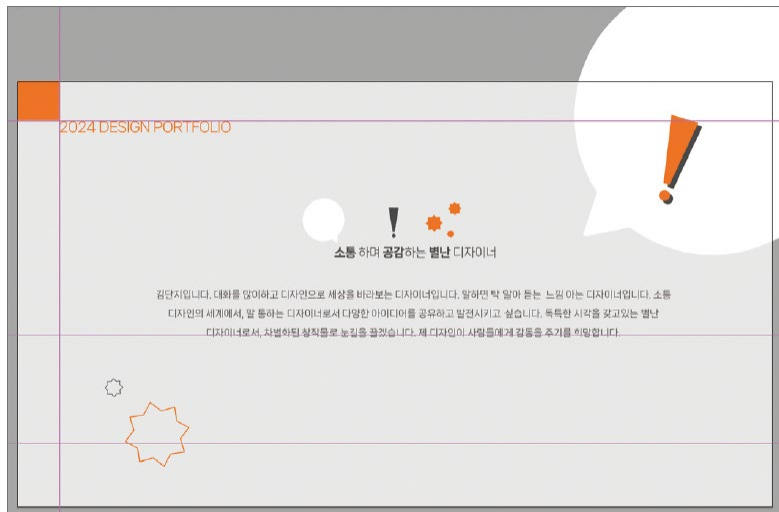 2024 DESIGN PORTFOLIO
소통 하며 공감하는 별난 디자이너
김단지입니다. 대화를 많이하고 디자인으로 세상을 바라보는 디자이너입니다. 말하면 탁 알아 듣는 느낌 아는 디자이너입니다. 소통
디자인의 세계에서, 말 통하는 디자이너로서 다양한 아이디어를 공유하고 발전시키고 싶습니다. 독특한 시각을 갖고있는 별난
디자이너로서, 차별화된 창작물로 눈길을 끌겠습니다. 제 디자인이 사람들에게 감동을 주기를 희망합니다.